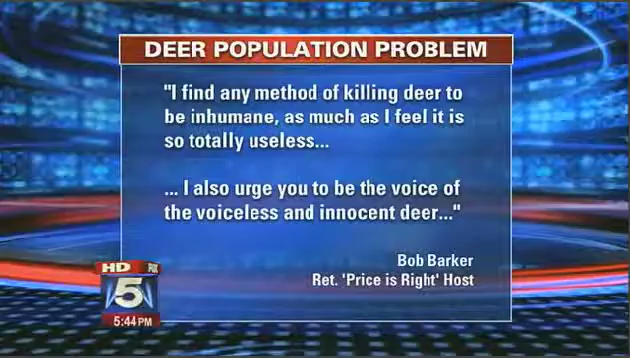 DEER POPULATION PROBLEM
"I find any method of killing deer to
be inhumane, as much as I feel it is
so totally useless...
... I also urge you to be the voice of
the voiceless and innocent deer..."
Bob Barker
Ret. 'Price is Right' Host
HD FOX
5
5:44 PM